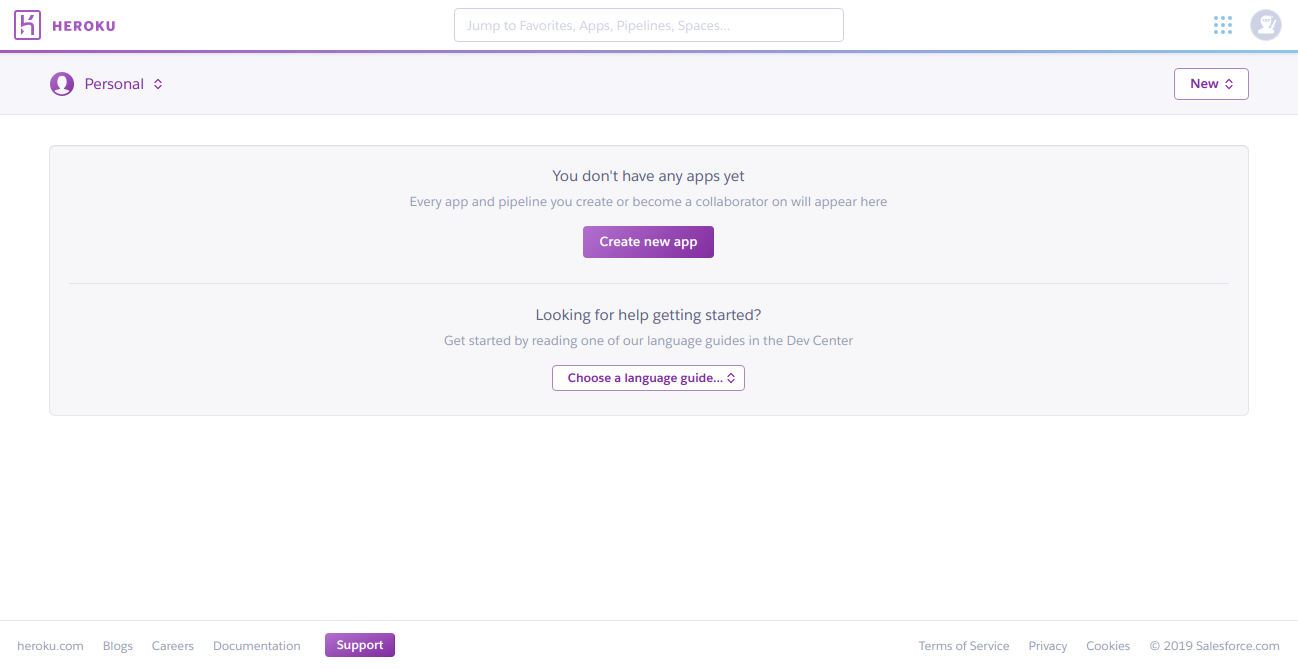 HEROKU
Jump to Favorites, Apps, Pipelines, Spaces...
Personal
New
You don't have any apps yet
Every app and pipeline you create or become a collaborator on will appear here
Create new app
Looking for help getting started?
Get started by reading one of our language guides in the Dev Center
Choose a language guide...
heroku.com Blogs Careers Documentation Support Terms of Service Privacy Cookies © 2019 Salesforce.com